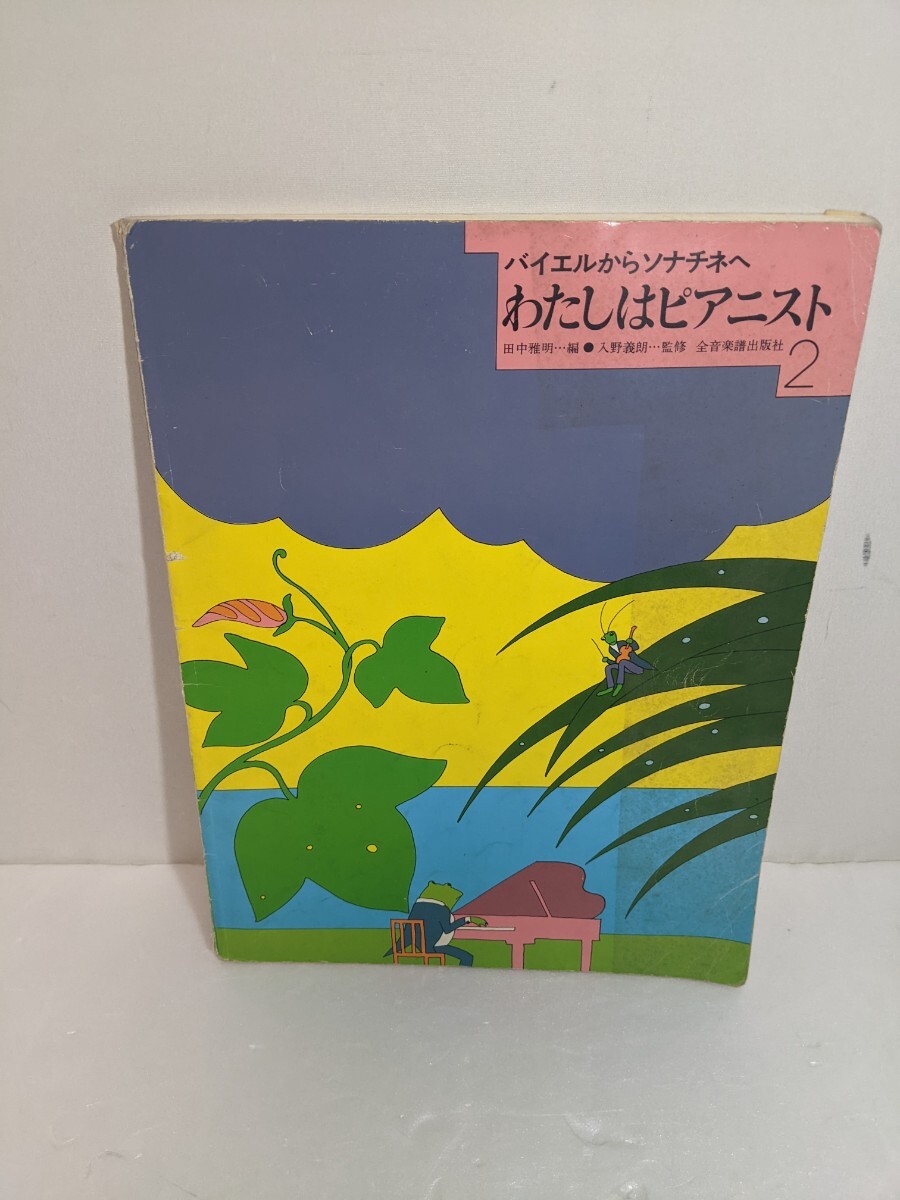 バイエルからソナチネへ
わたしはピアニスト
田中雅明…編●入野義朗…監修 全音楽譜出版社
2